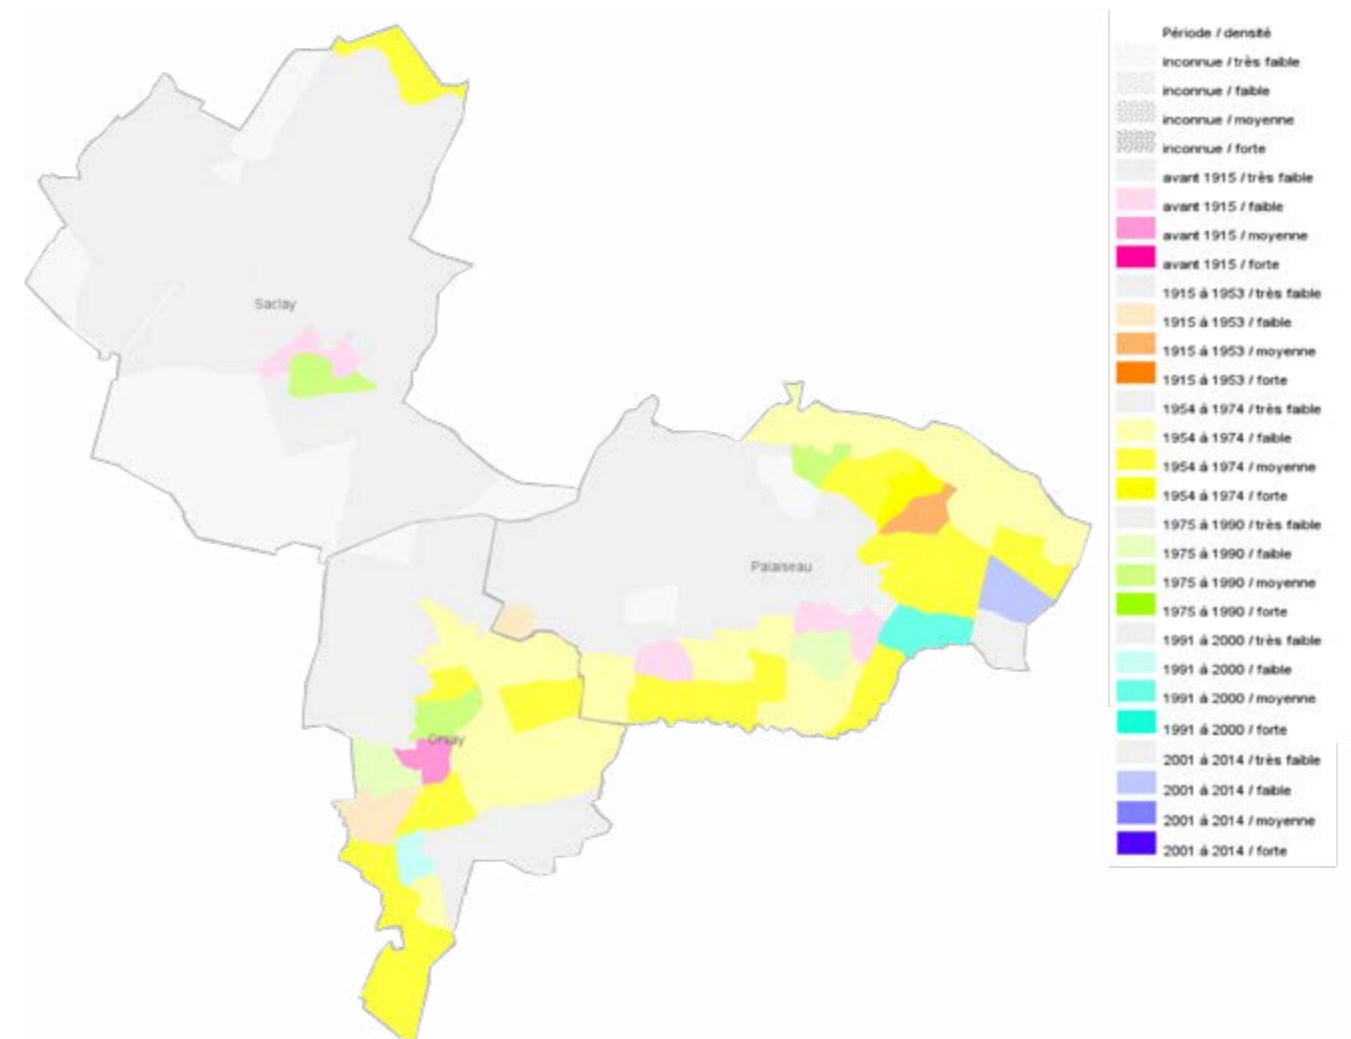 Période / densité
inconnue / très faible
inconnue / faible
inconnue / moyenne
inconnue / forte
avant 1915 / très faible
avant 1915 / faible
avant 1915 / moyenne
avant 1915 / forte
1915 à 1953 / très faible
1915 à 1953 / faible
1915 à 1953 / moyenne
1915 à 1953 / forte
1954 à 1974 / très faible
1954 à 1974 / faible
1954 à 1974 / moyenne
1954 à 1974 / forte
1975 à 1990 / très faible
1975 à 1990 / faible
1975 à 1990 / moyenne
1975 à 1990 / forte
1991 à 2000 / très faible
1991 à 2000 / faible
1991 à 2000 / moyenne
1991 à 2000 / forte
2001 à 2014 / très faible
2001 à 2014 / faible
2001 à 2014 / moyenne
2001 à 2014 / forte
Saclay
Palaiseau
Orsay